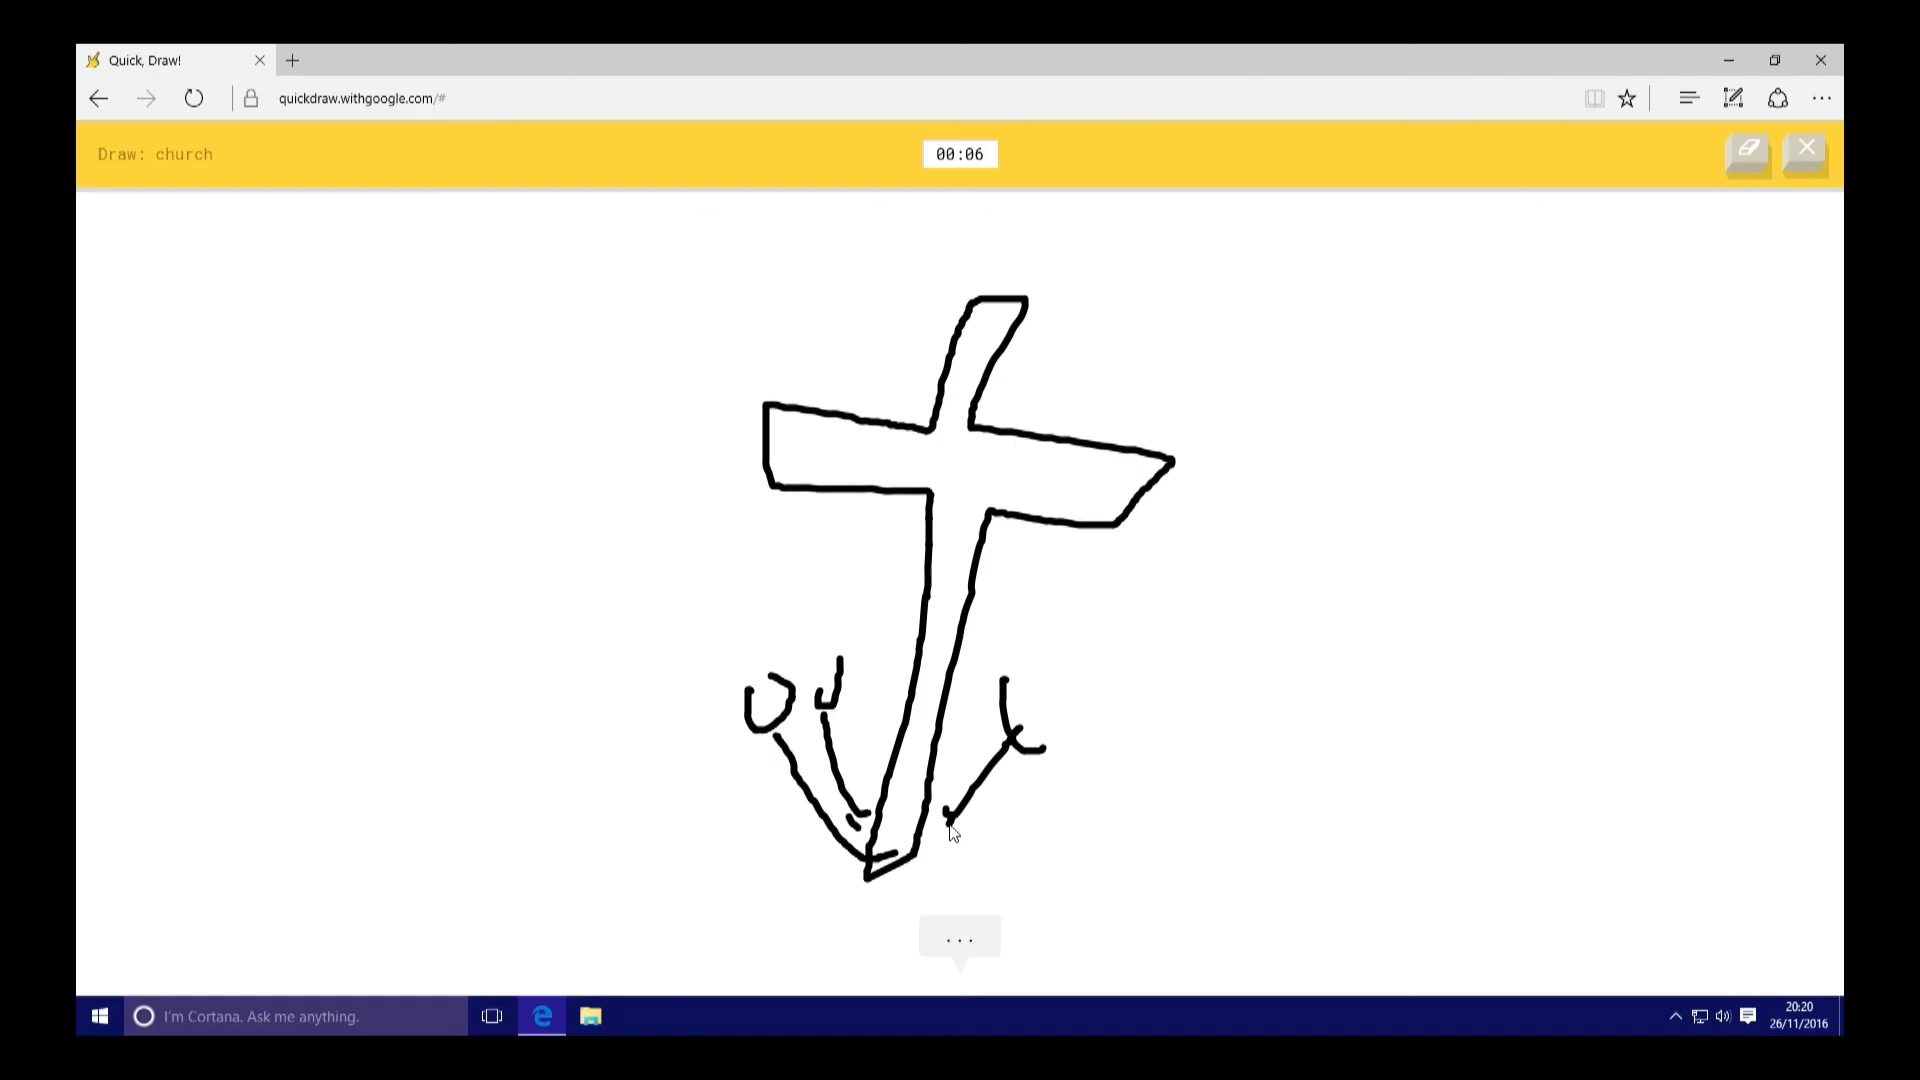 Quick, Draw!
quickdraw.withgoogle.com/#
Draw: church
00:06
...
I'm Cortana. Ask me anything.
20:20
26/11/2016